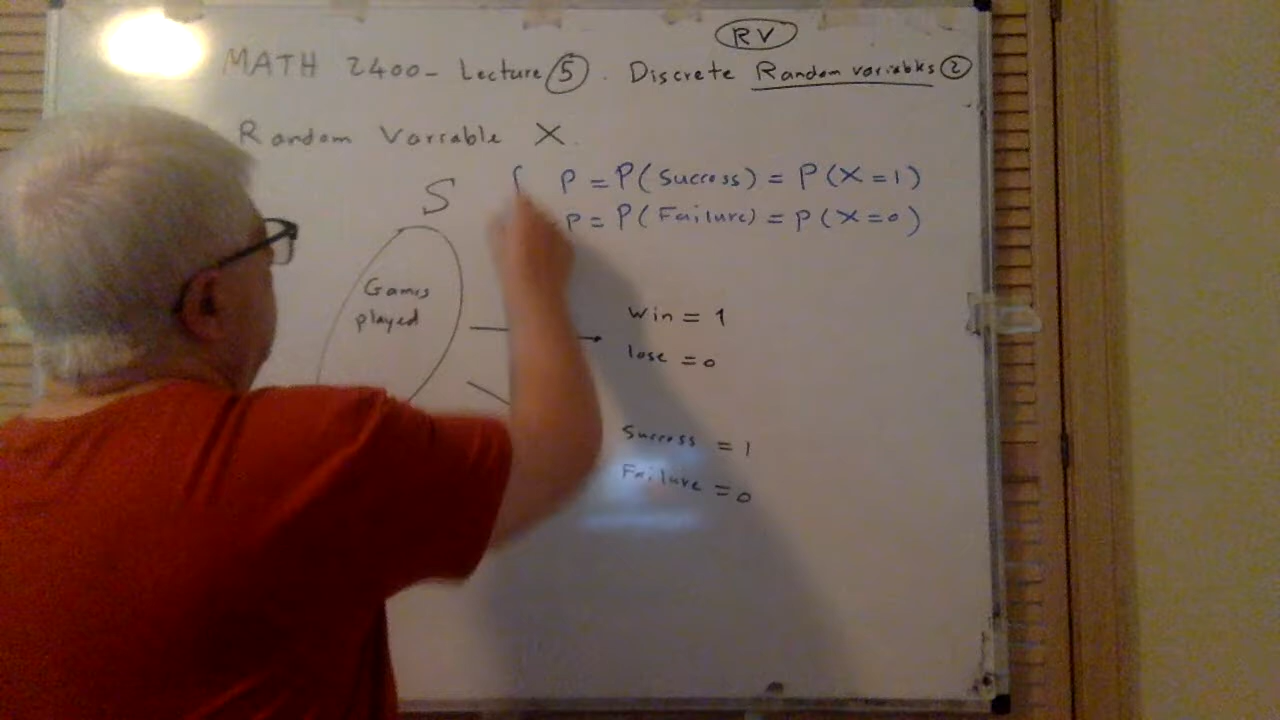 RV
MATH 2400- Lecture 5. Discrete Random variables 2
Random Variable X.
S
{ P = P(Success) = P(X=1)
-P = P(Failure) = P(X=0)
Games
played
Win = 1
lose = 0
Success = 1
Failure = 0